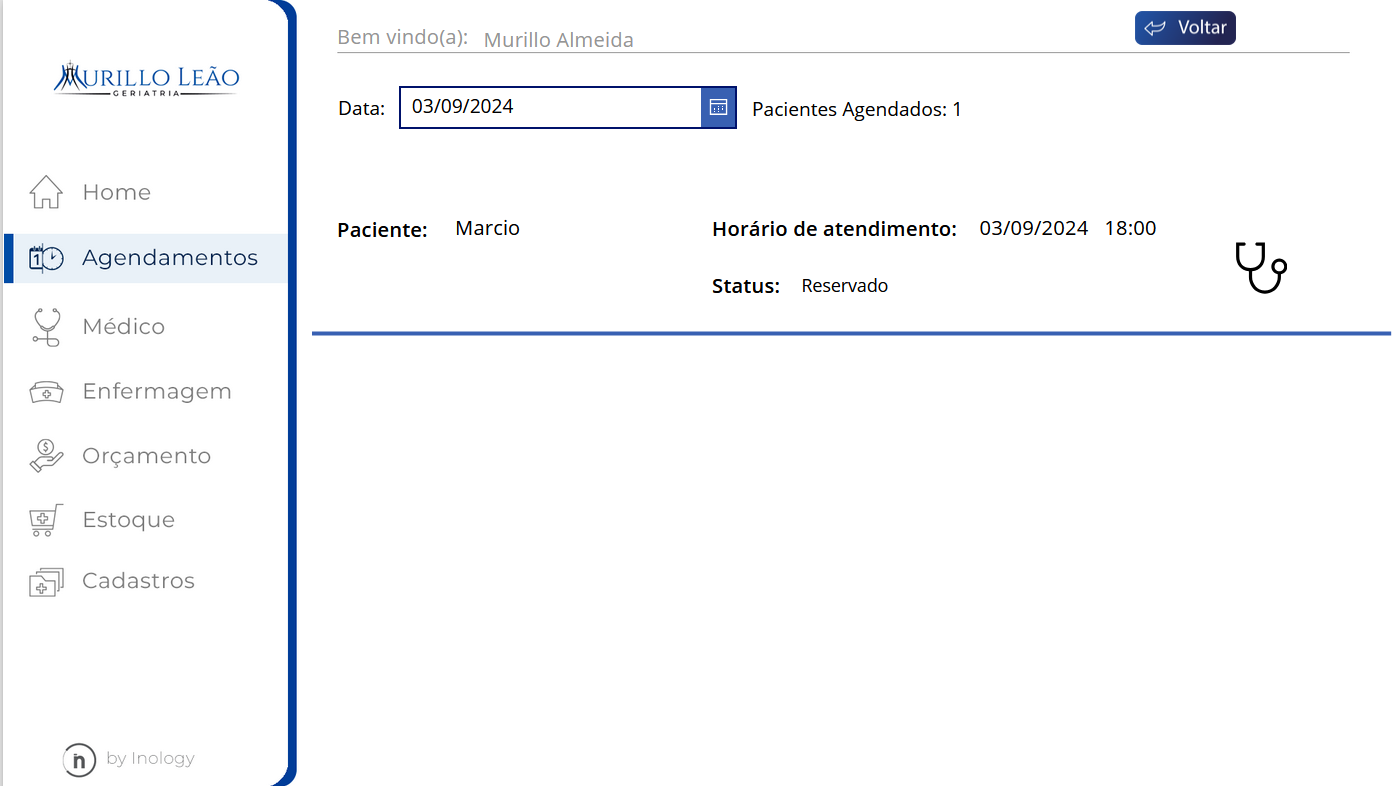 MURILLO LEÃO
GERIATRIA
Home
Agendamentos
Médico
Enfermagem
Orçamento
Estoque
Cadastros
by Inology
Bem vindo(a): Murillo Almeida
Voltar
Data: 03/09/2024 Pacientes Agendados: 1
Paciente: Marcio Horário de atendimento: 03/09/2024 18:00
Status: Reservado